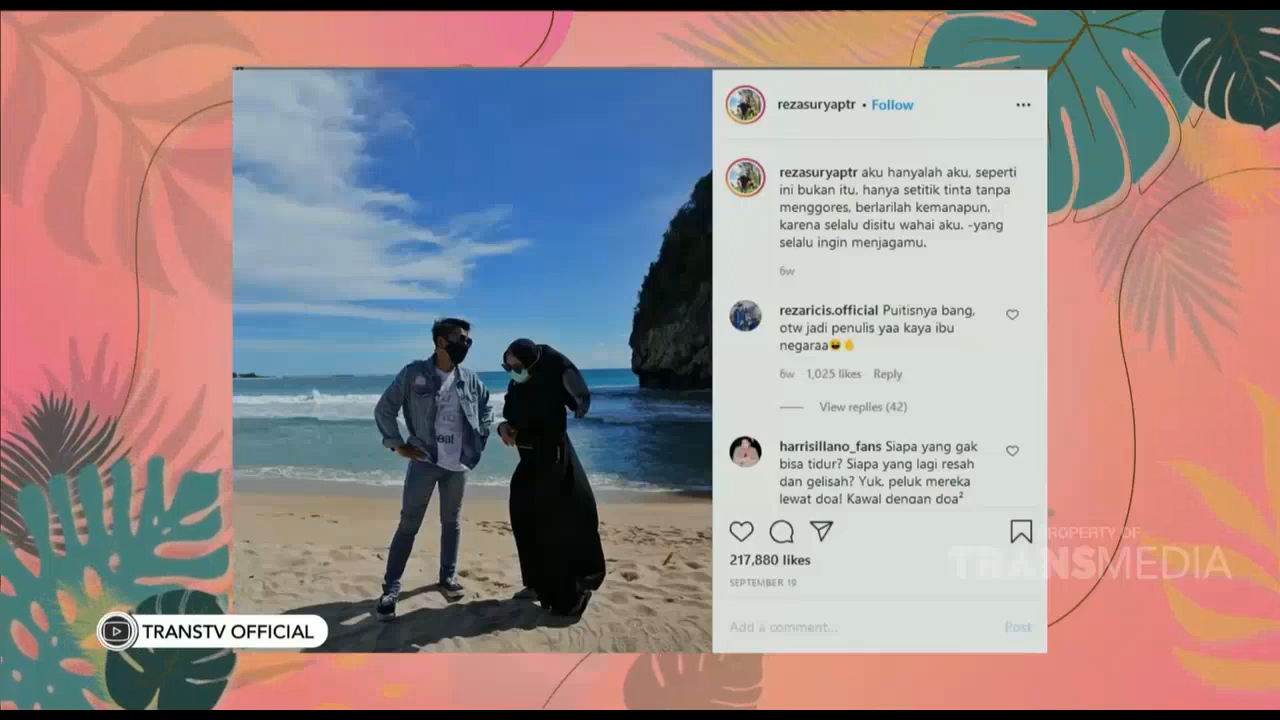 rezasuryaptr • Follow
rezasuryaptr aku hanyalah aku, seperti
ini bukan itu, hanya setitik tinta tanpa
menggores, berlarilah kemanapun,
karena selalu disitu wahai aku. -yang
selalu ingin menjagamu.
6w
rezaricis.official Puitisnya bang,
otw jadi penulis yaa kaya ibu
negaraa😆🖕
6w 1,025 likes Reply
View replies (42)
harrisillano_fans Siapa yang gak
bisa tidur? Siapa yang lagi resah
dan gelisah? Yuk, peluk mereka
lewat doa! Kawal dengan doa²
217,880 likes
SEPTEMBER 19
Add a comment... Post
eat
PROPERTY OF
TRANSMEDIA
TRANSTV OFFICIAL